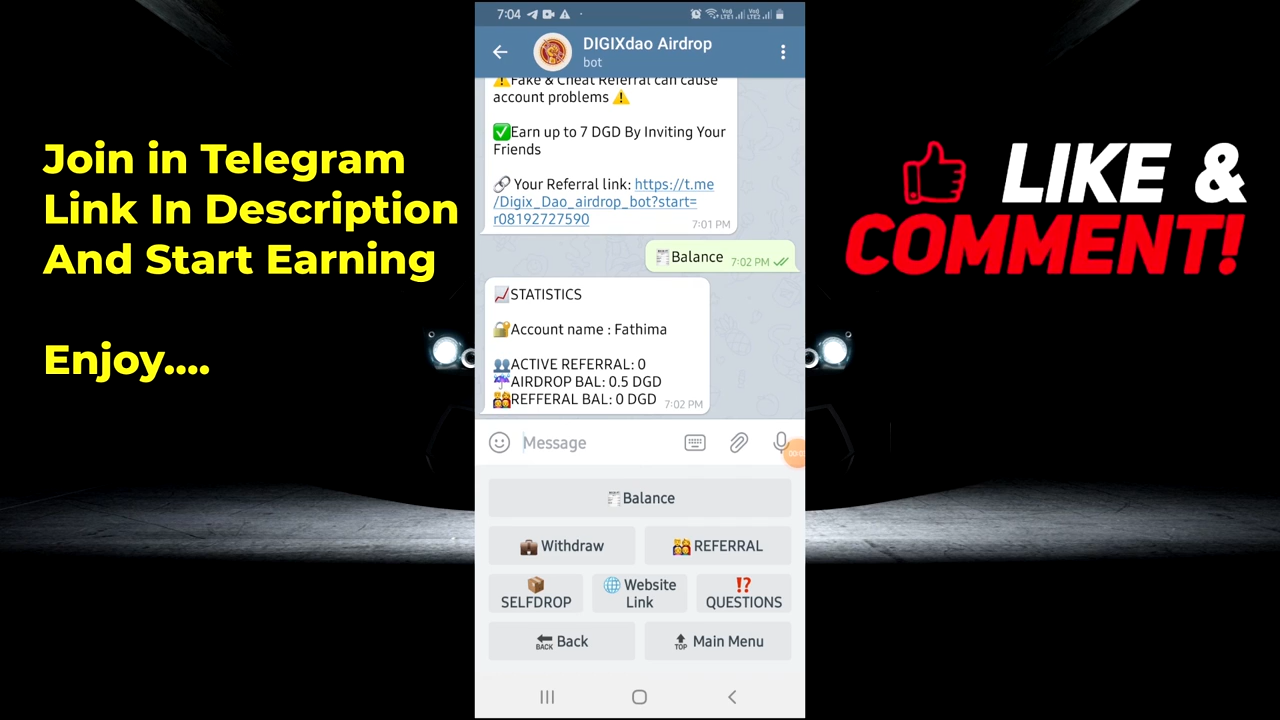 Join in Telegram
Link In Description
And Start Earning
Enjoy....
7:04
DIGIXdao Airdrop
bot
⚠️Fake & Cheat Referral can cause
account problems ⚠️
✅Earn up to 7 DGD By Inviting Your
Friends
🔗 Your Referral link: https://t.me
/Digix_Dao_airdrop_bot?start=
r08192727590
7:01 PM
Balance 7:02 PM
📈STATISTICS
🔐Account name : Fathima
👥ACTIVE REFERRAL: 0
☔AIRDROP BAL: 0.5 DGD
👭REFFERAL BAL: 0 DGD
7:02 PM
Message
Balance
💼 Withdraw
👭 REFERRAL
📦
SELFDROP
🌐 Website
Link
⁉️
QUESTIONS
🔙 Back
🔝 Main Menu
LIKE &
COMMENT!